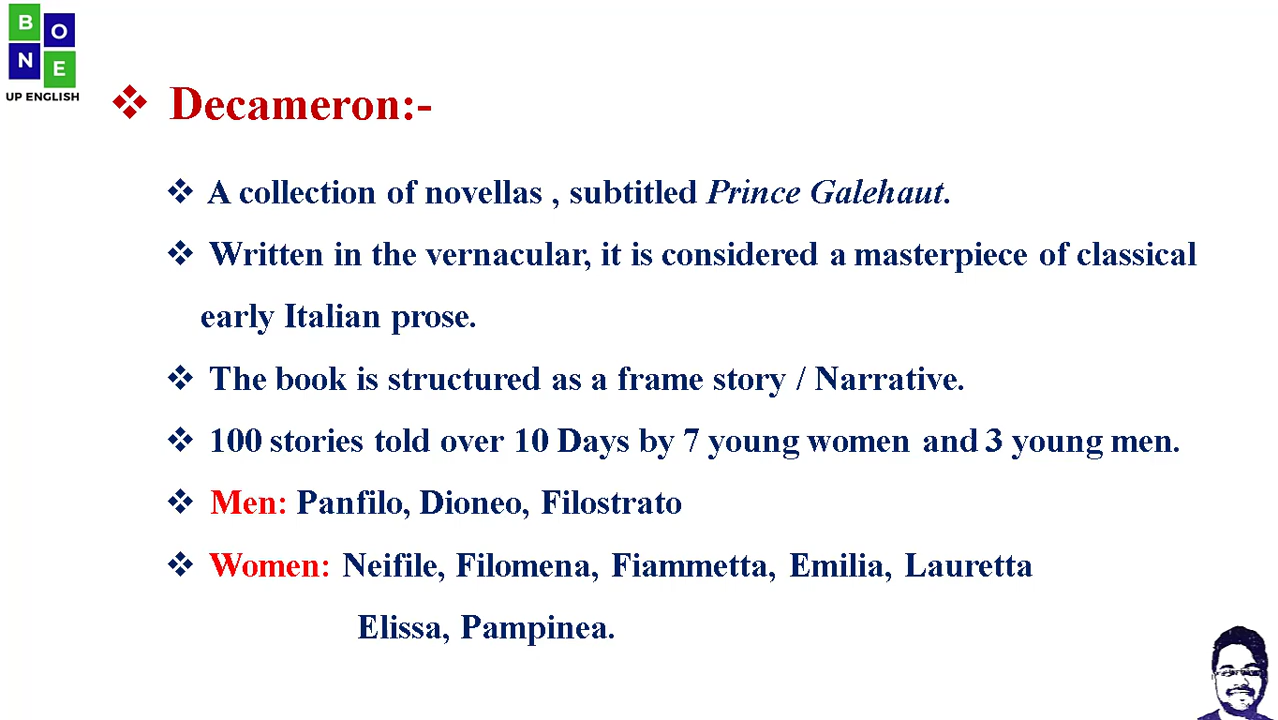 B O
N E
UP ENGLISH
❖ Decameron:-
❖ A collection of novellas , subtitled Prince Galehaut.
❖ Written in the vernacular, it is considered a masterpiece of classical
early Italian prose.
❖ The book is structured as a frame story / Narrative.
❖ 100 stories told over 10 Days by 7 young women and 3 young men.
❖ Men: Panfilo, Dioneo, Filostrato
❖ Women: Neifile, Filomena, Fiammetta, Emilia, Lauretta
Elissa, Pampinea.